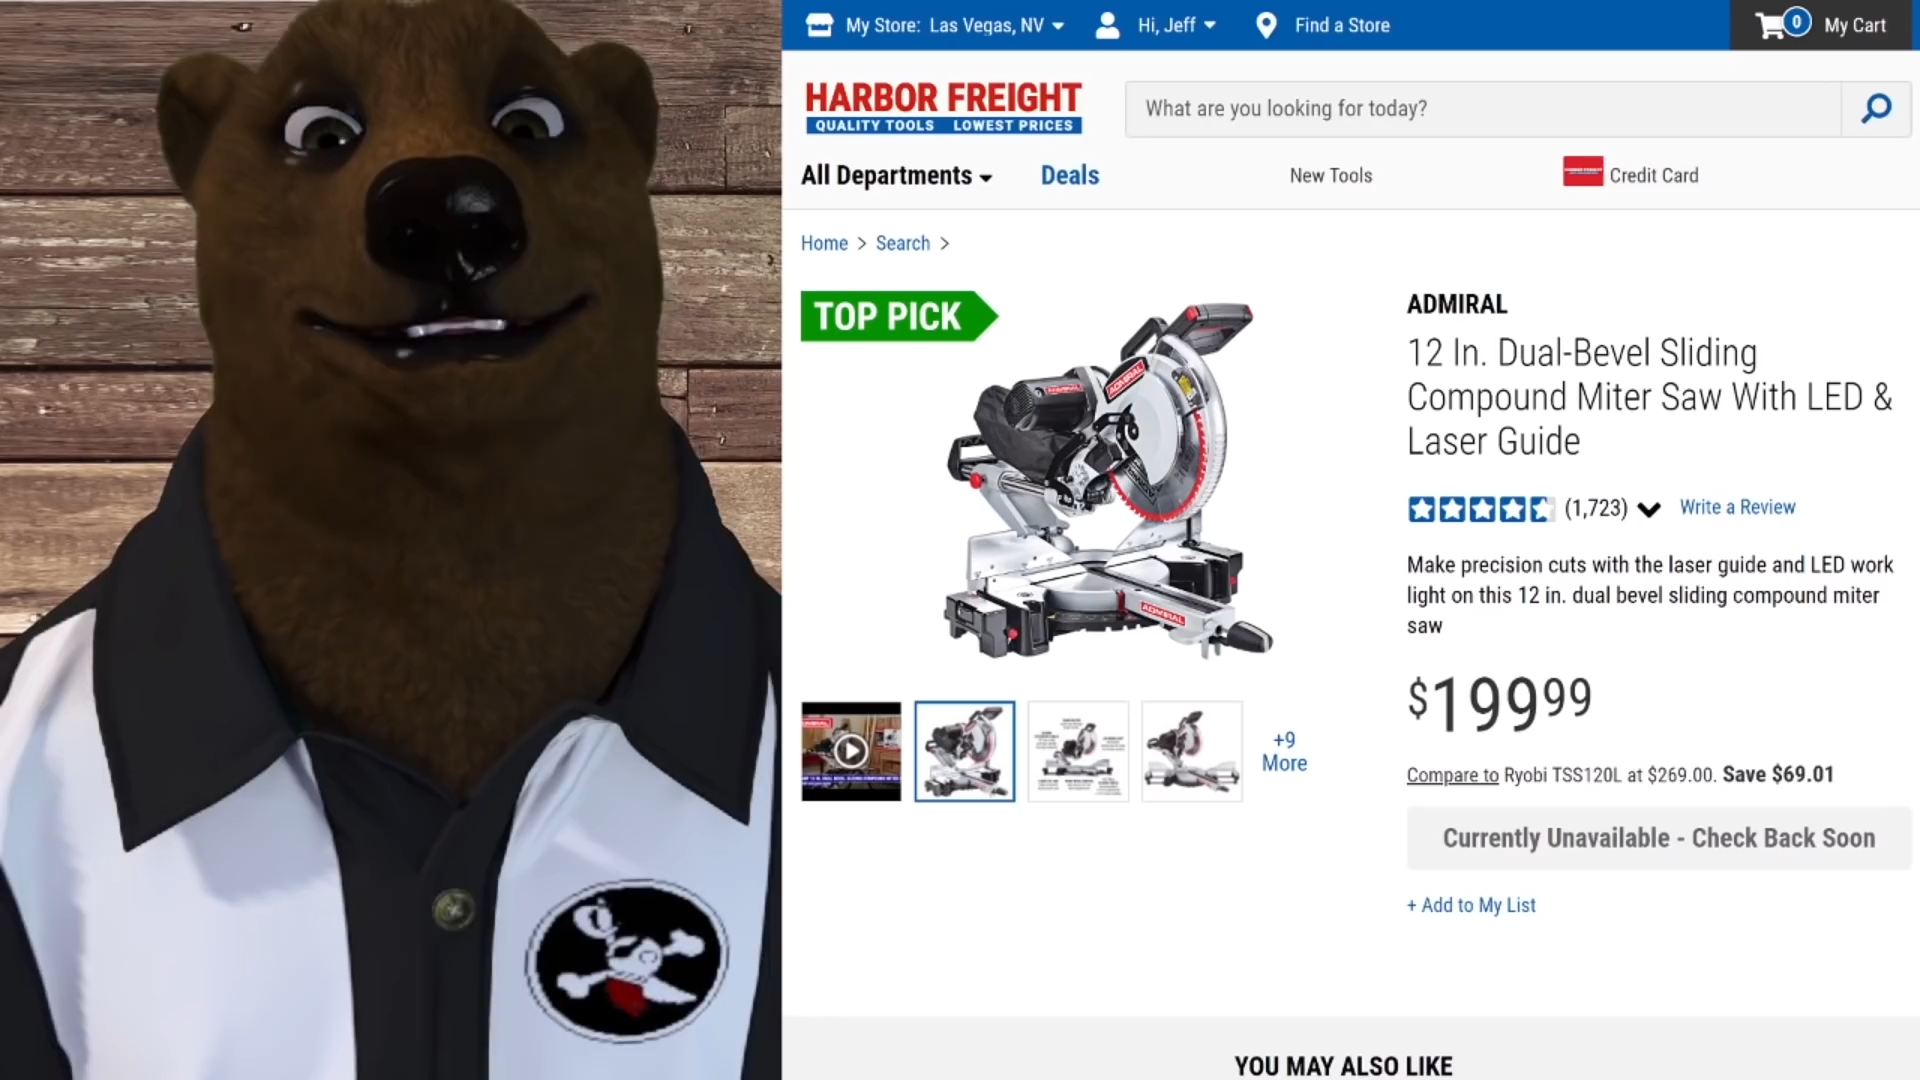 My Store: Las Vegas, NV
Hi, Jeff
Find a Store
0
My Cart
HARBOR FREIGHT
QUALITY TOOLS LOWEST PRICES
What are you looking for today?
All Departments
Deals
New Tools
Credit Card
Home > Search >
TOP PICK
ADMIRAL
ADMIRAL
ADMIRAL
ADMIRAL
12 In. Dual-Bevel Sliding
Compound Miter Saw With LED &
Laser Guide
(1,723)
Write a Review
Make precision cuts with the laser guide and LED work
light on this 12 in. dual bevel sliding compound miter
saw
$199 99
Compare to Ryobi TSS120L at $269.00. Save $69.01
+9
More
Currently Unavailable - Check Back Soon
+ Add to My List
YOU MAY ALSO LIKE